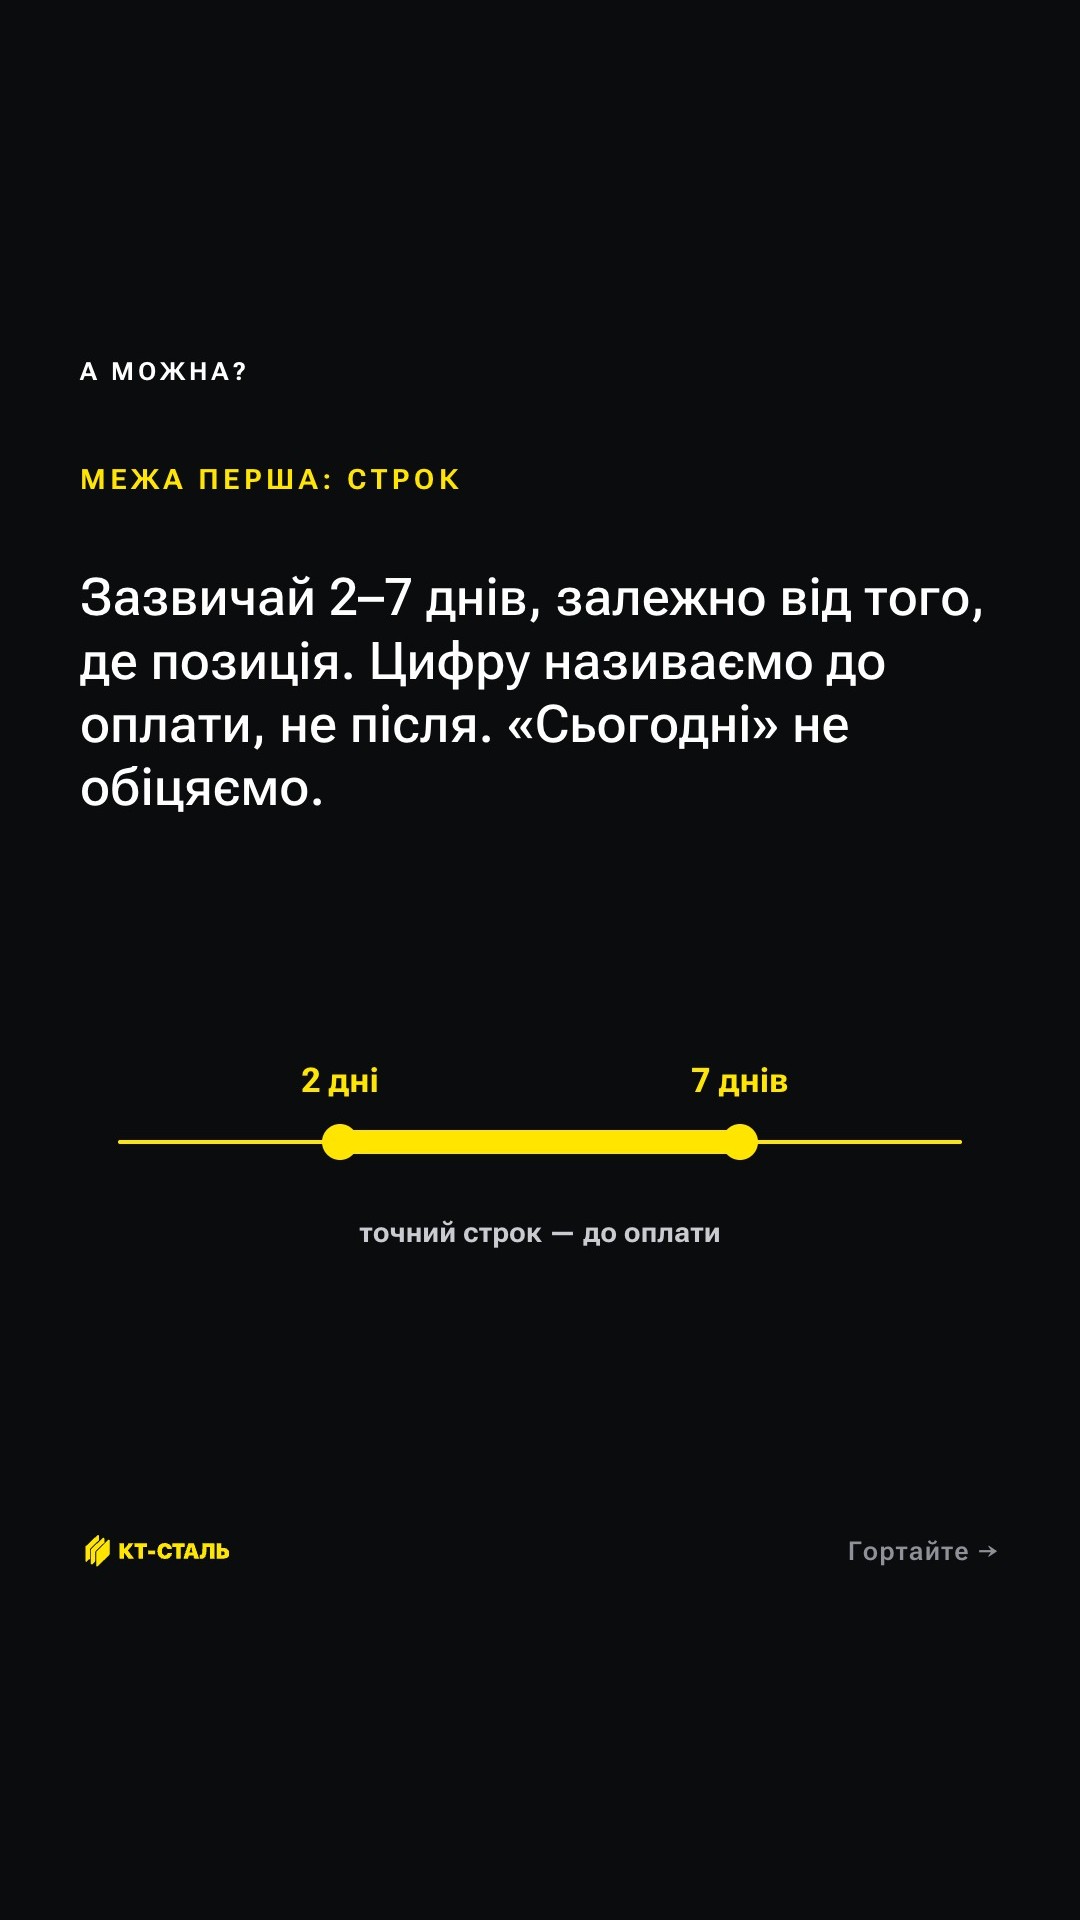 А МОЖНА?
МЕЖА ПЕРША: СТРОК
Зазвичай 2–7 днів, залежно від того,
де позиція. Цифру називаємо до
оплати, не після. «Сьогодні» не
обіцяємо.
2 дні 7 днів
точний строк — до оплати
КТ-СТАЛЬ Гортайте →